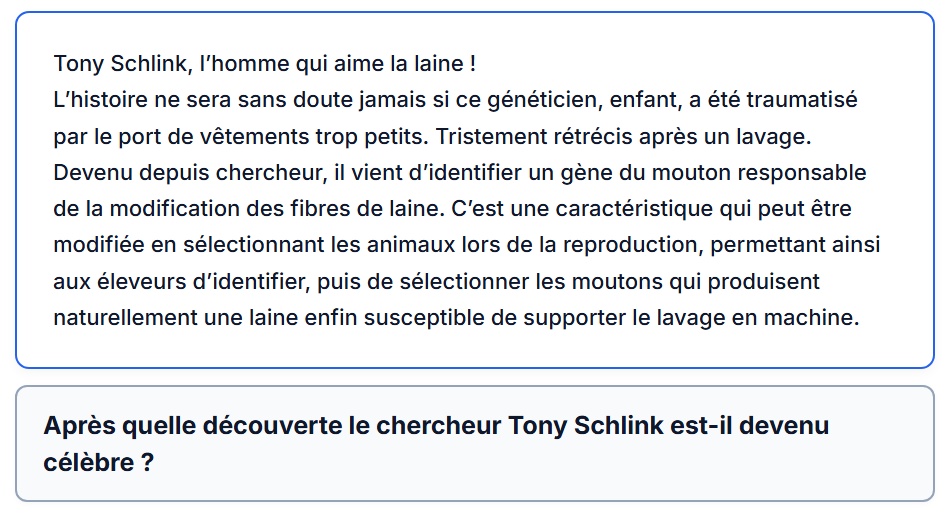 Tony Schlink, l’homme qui aime la laine !
L’histoire ne sera sans doute jamais si ce généticien, enfant, a été traumatisé
par le port de vêtements trop petits. Tristement rétrécis après un lavage.
Devenu depuis chercheur, il vient d’identifier un gène du mouton responsable
de la modification des fibres de laine. C’est une caractéristique qui peut être
modifiée en sélectionnant les animaux lors de la reproduction, permettant ainsi
aux éleveurs d’identifier, puis de sélectionner les moutons qui produisent
naturellement une laine enfin susceptible de supporter le lavage en machine.
Après quelle découverte le chercheur Tony Schlink est-il devenu
célèbre ?